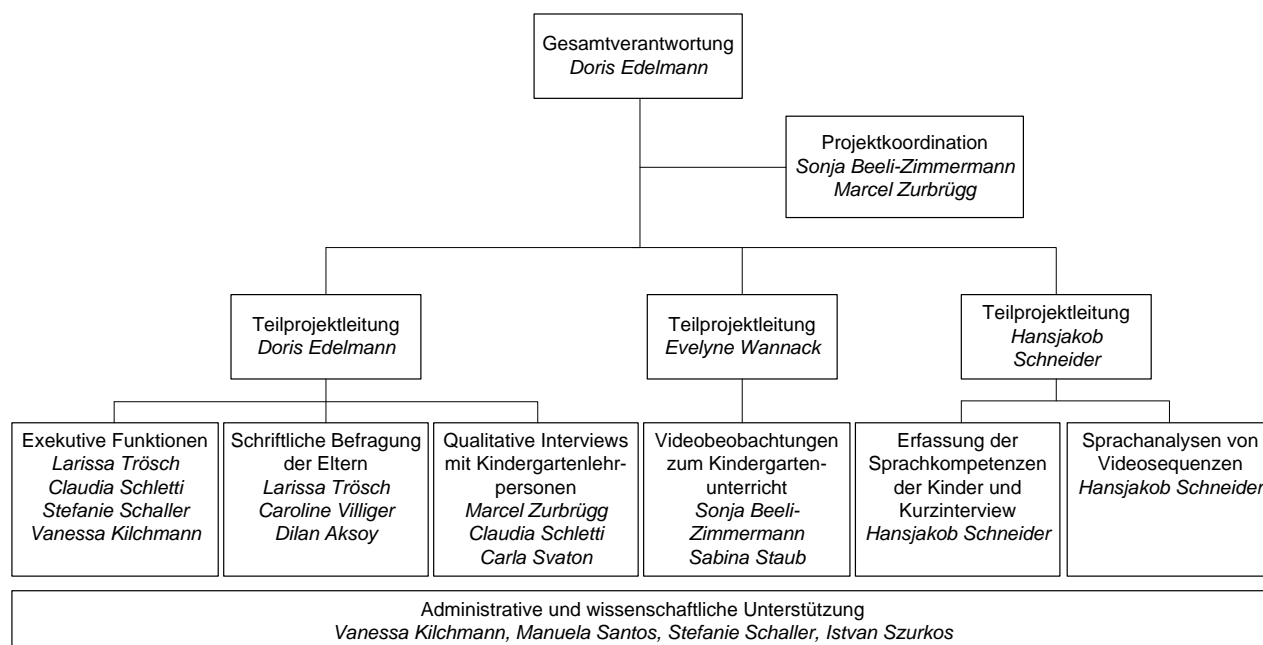 Gesamtverantwortung
Doris Edelmann
Projektkoordination
Sonja Beeli-Zimmermann
Marcel Zurbrügg
Teilprojektleitung
Doris Edelmann
Teilprojektleitung
Evelyne Wannack
Teilprojektleitung
Hansjakob
Schneider
Exekutive Funktionen
Larissa Trösch
Claudia Schletti
Stefanie Schaller
Vanessa Kilchmann
Schriftliche Befragung
der Eltern
Larissa Trösch
Caroline Villiger
Dilan Aksoy
Qualitative Interviews
mit Kindergartenlehr-
personen
Marcel Zurbrügg
Claudia Schletti
Carla Svaton
Videobeobachtungen
zum Kindergarten-
unterricht
Sonja Beeli-
Zimmermann
Sabina Staub
Erfassung der
Sprachkompetenzen
der Kinder und
Kurzinterview
Hansjakob Schneider
Sprachanalysen von
Videosequenzen
Hansjakob Schneider
Administrative und wissenschaftliche Unterstützung
Vanessa Kilchmann, Manuela Santos, Stefanie Schaller, Istvan Szurkos